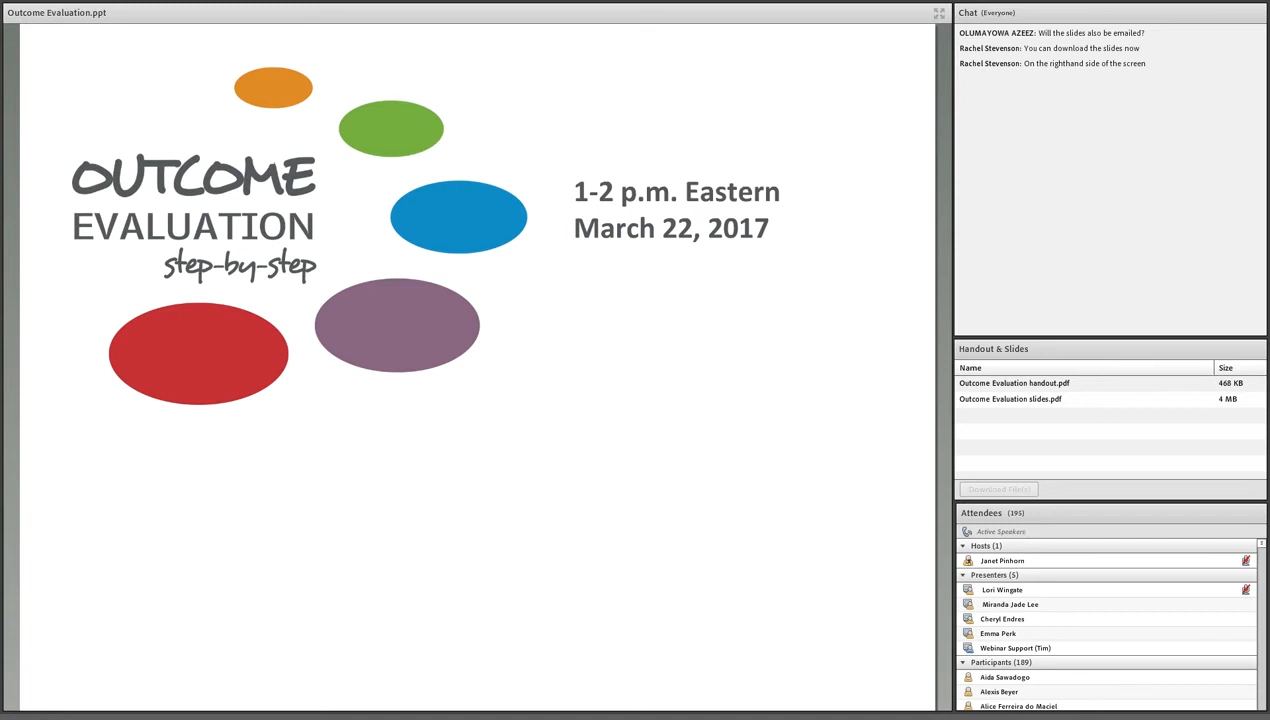 Outcome Evaluation.ppt
OUTCOME
EVALUATION
step-by-step
1-2 p.m. Eastern
March 22, 2017
Chat (Everyone)
OLUMAYOWA AZEEZ: Will the slides also be emailed?
Rachel Stevenson: You can download the slides now
Rachel Stevenson: On the righthand side of the screen
Handout & Slides
Name Size
Outcome Evaluation handout.pdf 468 KB
Outcome Evaluation slides.pdf 4 MB
Download File(s)
Attendees (195)
Active Speakers
Hosts (1)
Janet Pinhorn
Presenters (5)
Lori Wingate
Miranda Jade Lee
Cheryl Endres
Emma Perk
Webinar Support (Tim)
Participants (189)
Aida Sawadogo
Alexis Beyer
Alice Ferreira do Maciel